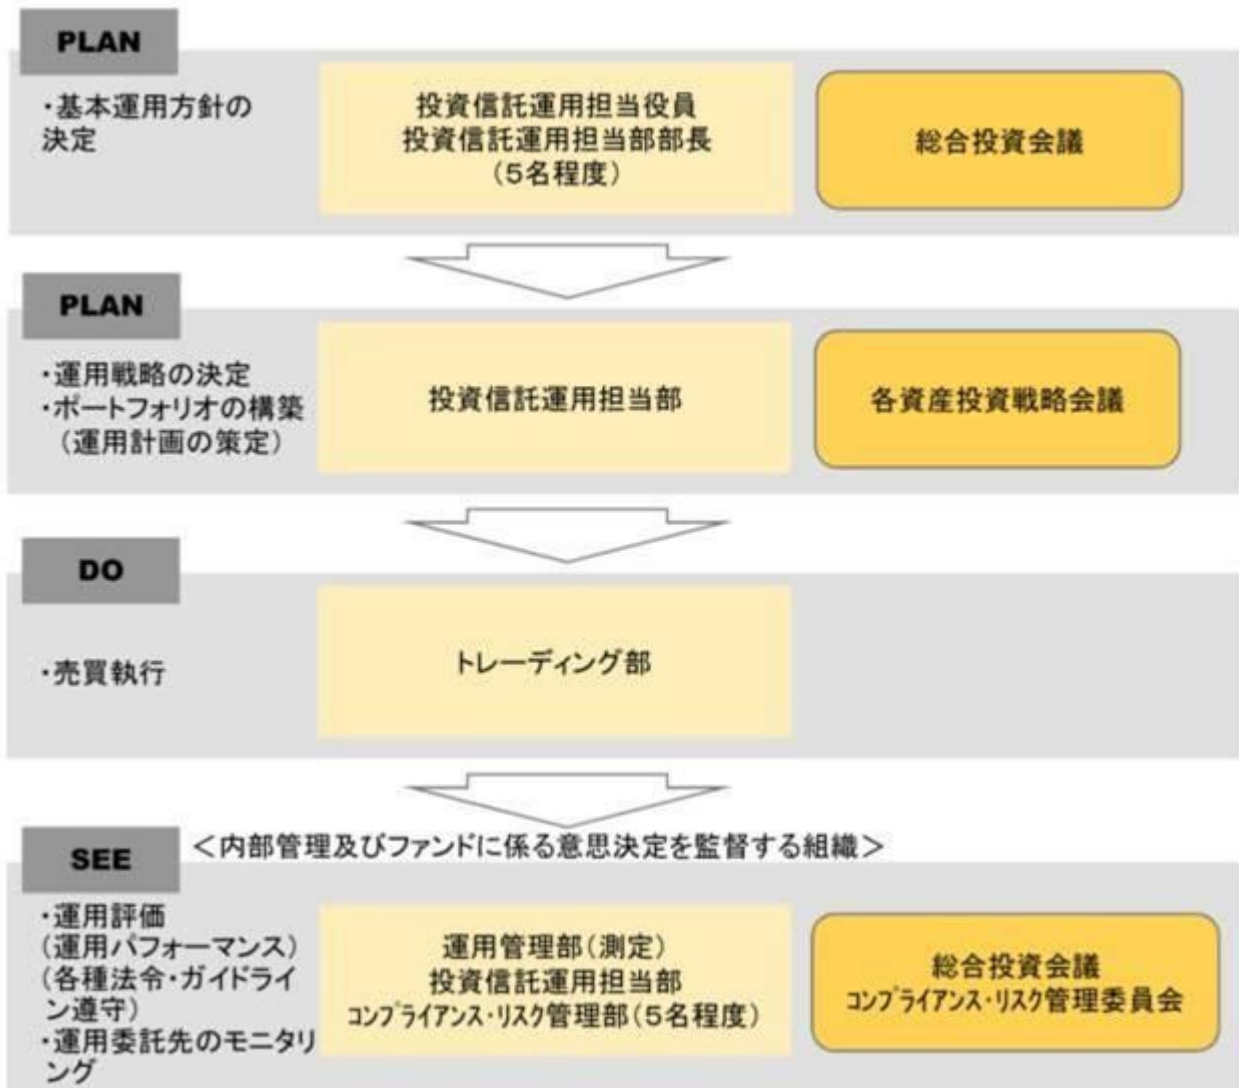 PLAN
・基本運用方針の
決定
投資信託運用担当役員
投資信託運用担当部部長
(5名程度)
総合投資会議
PLAN
・運用戦略の決定
・ポートフォリオの構築
(運用計画の策定)
投資信託運用担当部
各資産投資戦略会議
DO
・売買執行
トレーディング部
SEE
<内部管理及びファンドに係る意思決定を監督する組織>
・運用評価
(運用パフォーマンス)
(各種法令・ガイドライ
ン遵守)
・運用委託先のモニタリ
ング
運用管理部(測定)
投資信託運用担当部
コンプライアンス・リスク管理部(5名程度)
総合投資会議
コンプライアンス・リスク管理委員会